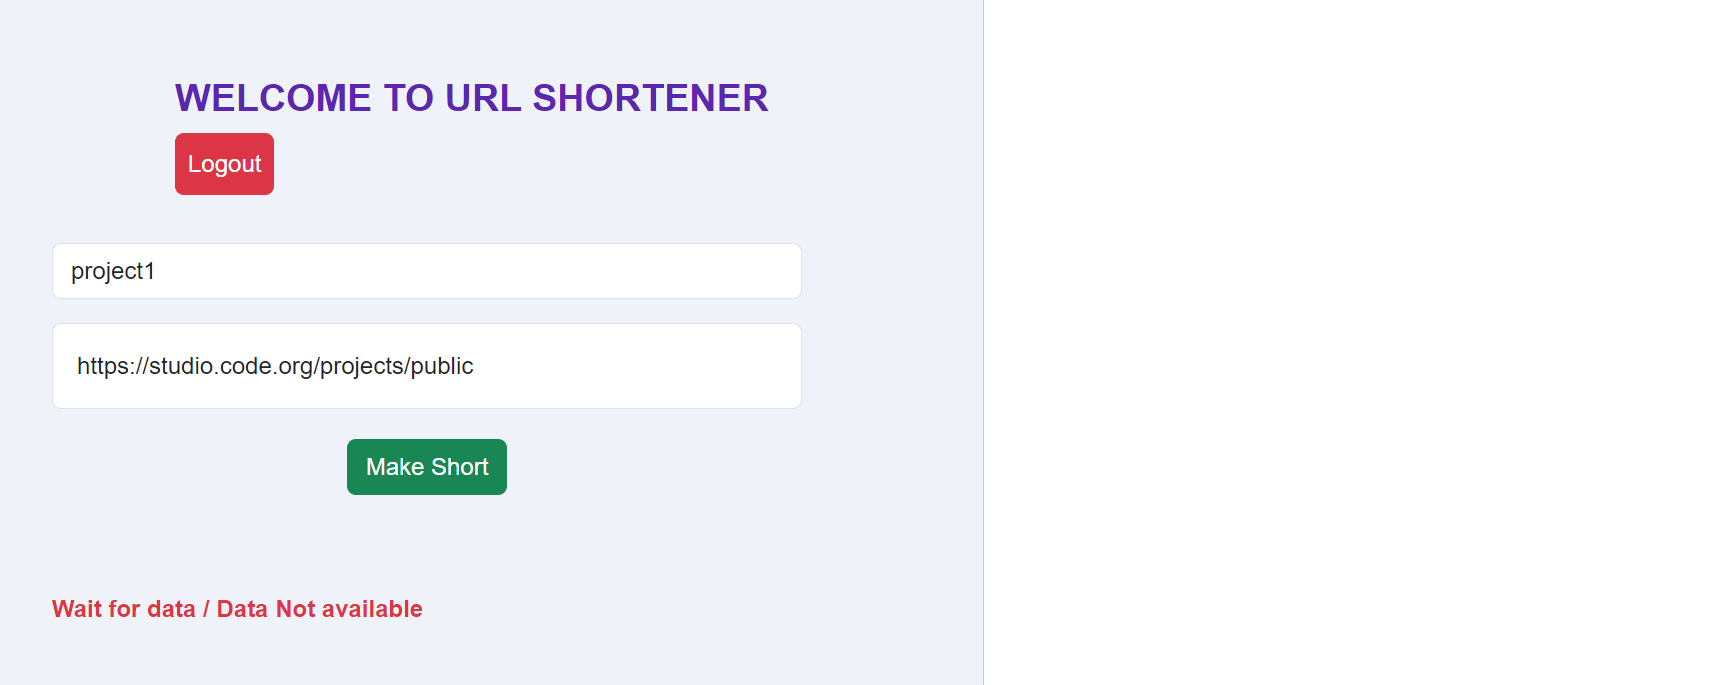 WELCOME TO URL SHORTENER
Logout
project1
https://studio.code.org/projects/public
Make Short
Wait for data / Data Not available